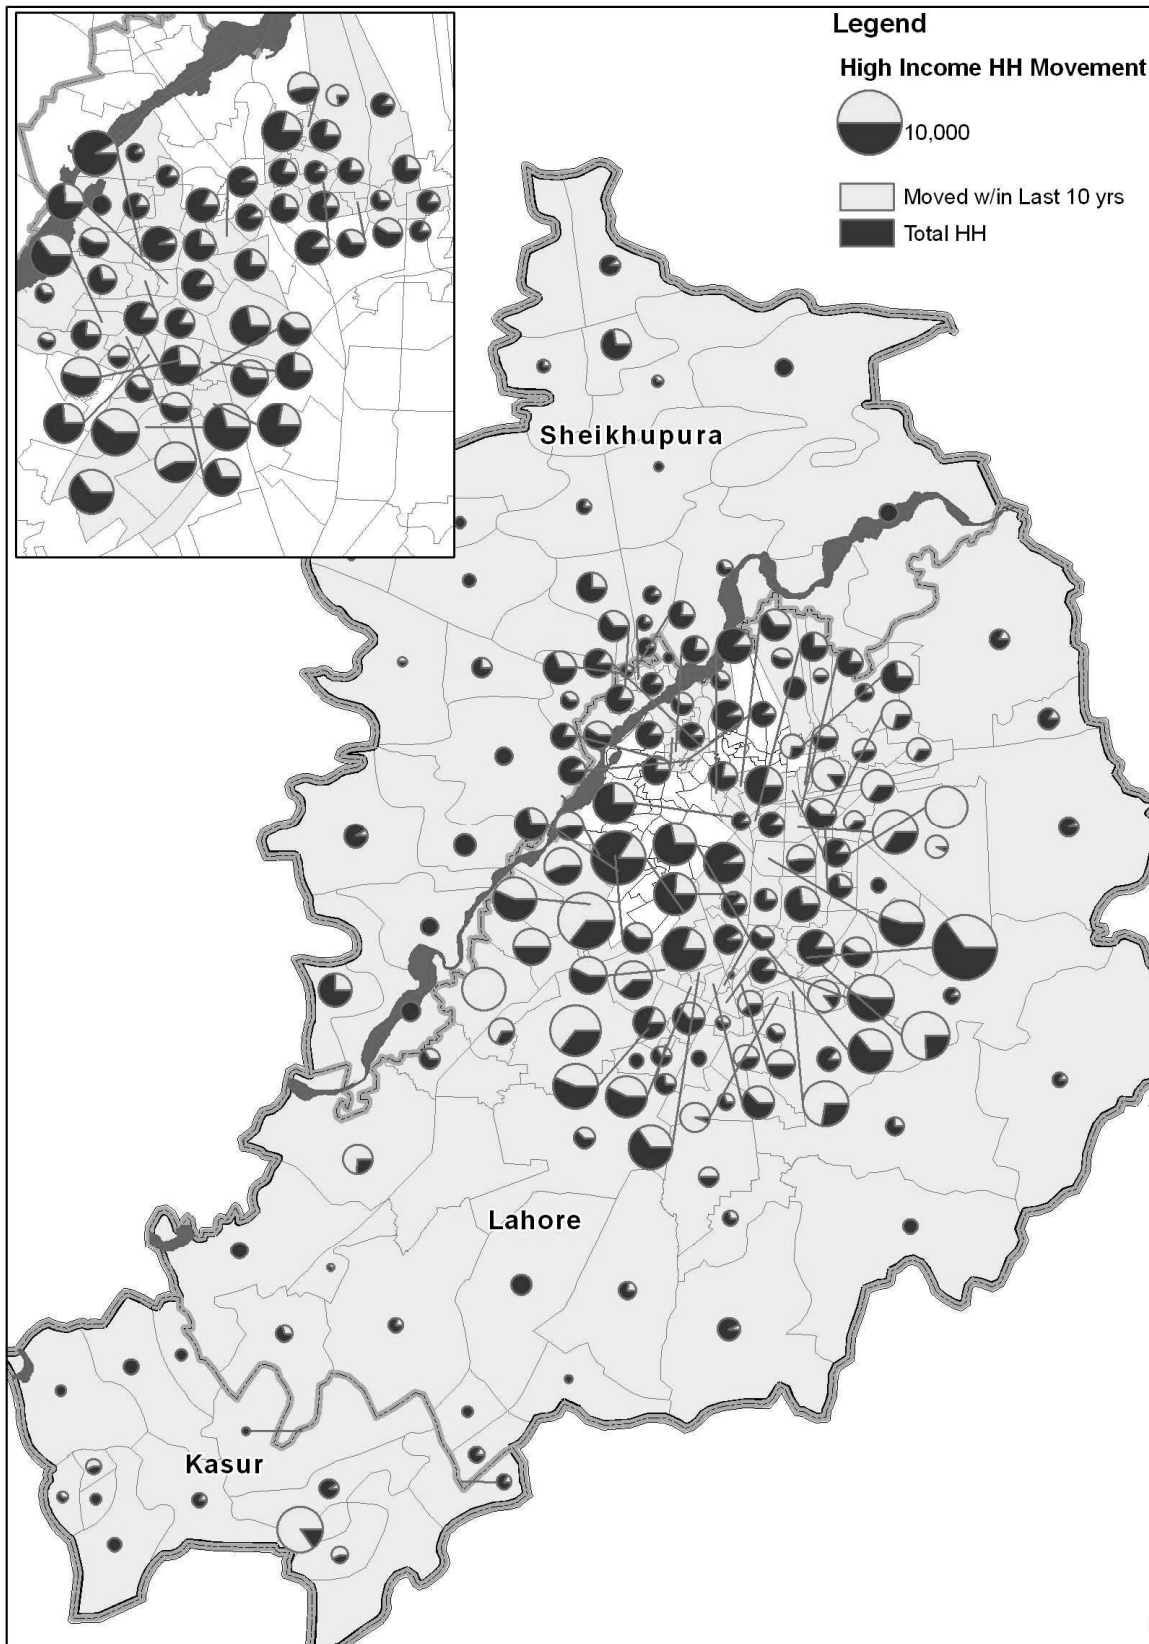 Legend
High Income HH Movement
10,000
Moved w/in Last 10 yrs
Total HH
Sheikhupura
Lahore
Kasur